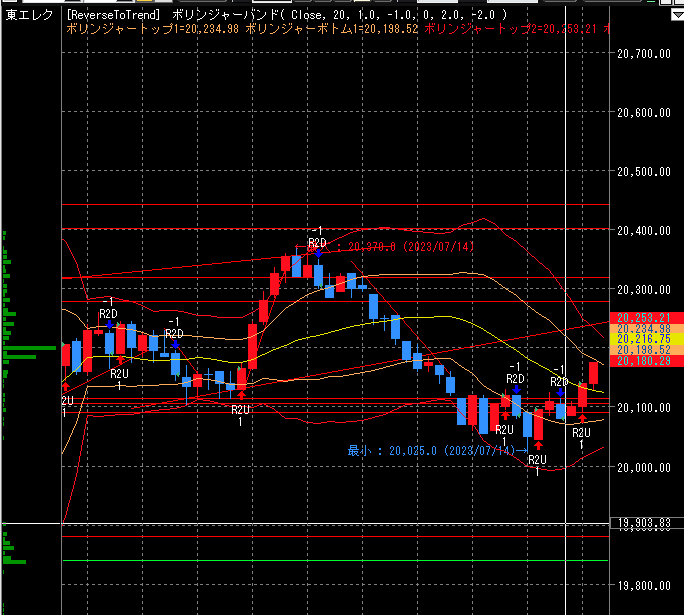 東エレク [ReverseToTrend] ボリンジャーバンド( Close, 20, 1.0, -1.0, 0, 2.0, -2.0 )
ボリンジャートップ1=20,234.98 ボリンジャーボトム1=198.52 ボリンジャートップ2=20,253.21
20,700.00
20,600.00
20,500.00
20,400.00
-1
R2D
: 20,370.0 (2023/07/14)
20,300.00
-1
R2D
-1
R2D
20,253.21
20,234.98
20,216.75
20,198.52
20,180.29
R2U
1
-1
R2D
-1
R2D
2U
1
R2U
1
20,100.00
R2U
1
R2U
1
最小 : 20,025.0 (2023/07/14)→
R2U
1
20,000.00
19,903.83
19,800.00